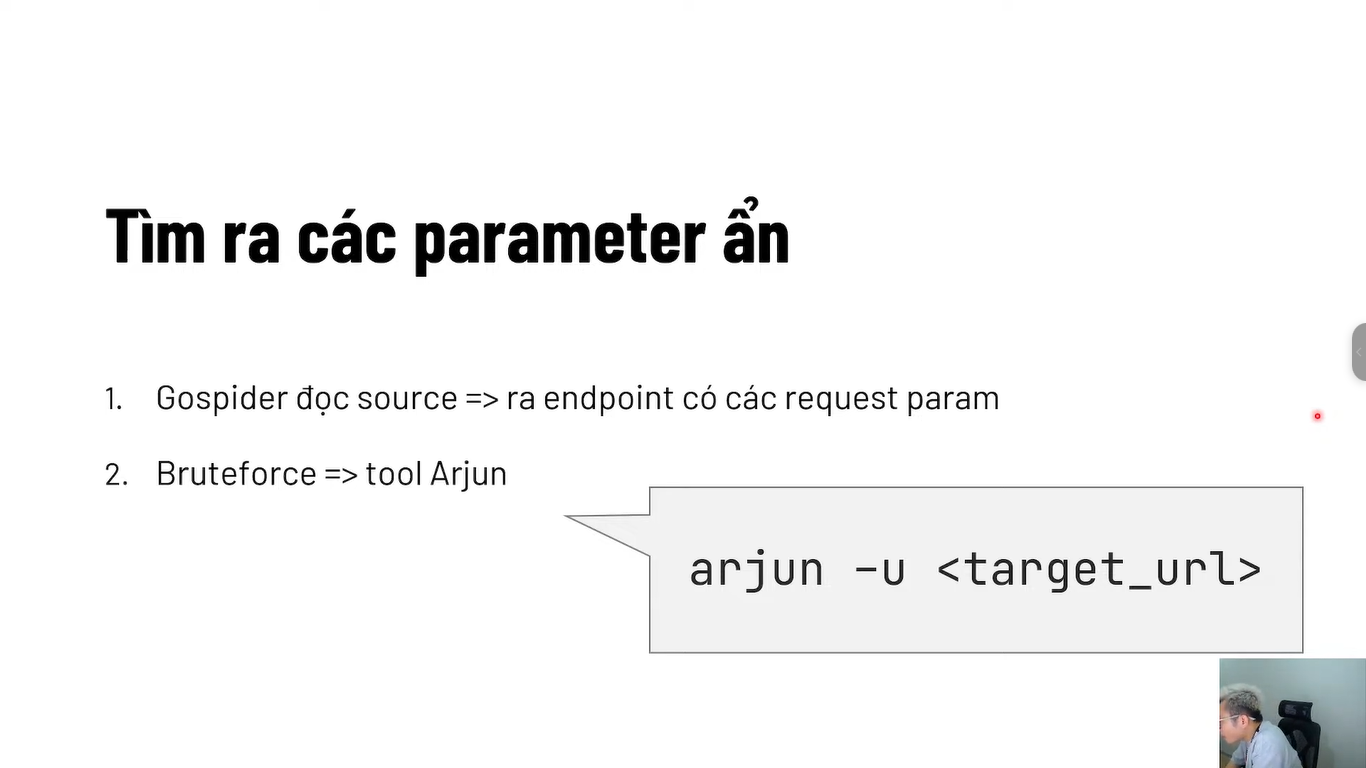 Tìm ra các parameter ẩn
1. Gospider đọc source => ra endpoint có các request param
2. Bruteforce => tool Arjun
arjun -u <target_url>